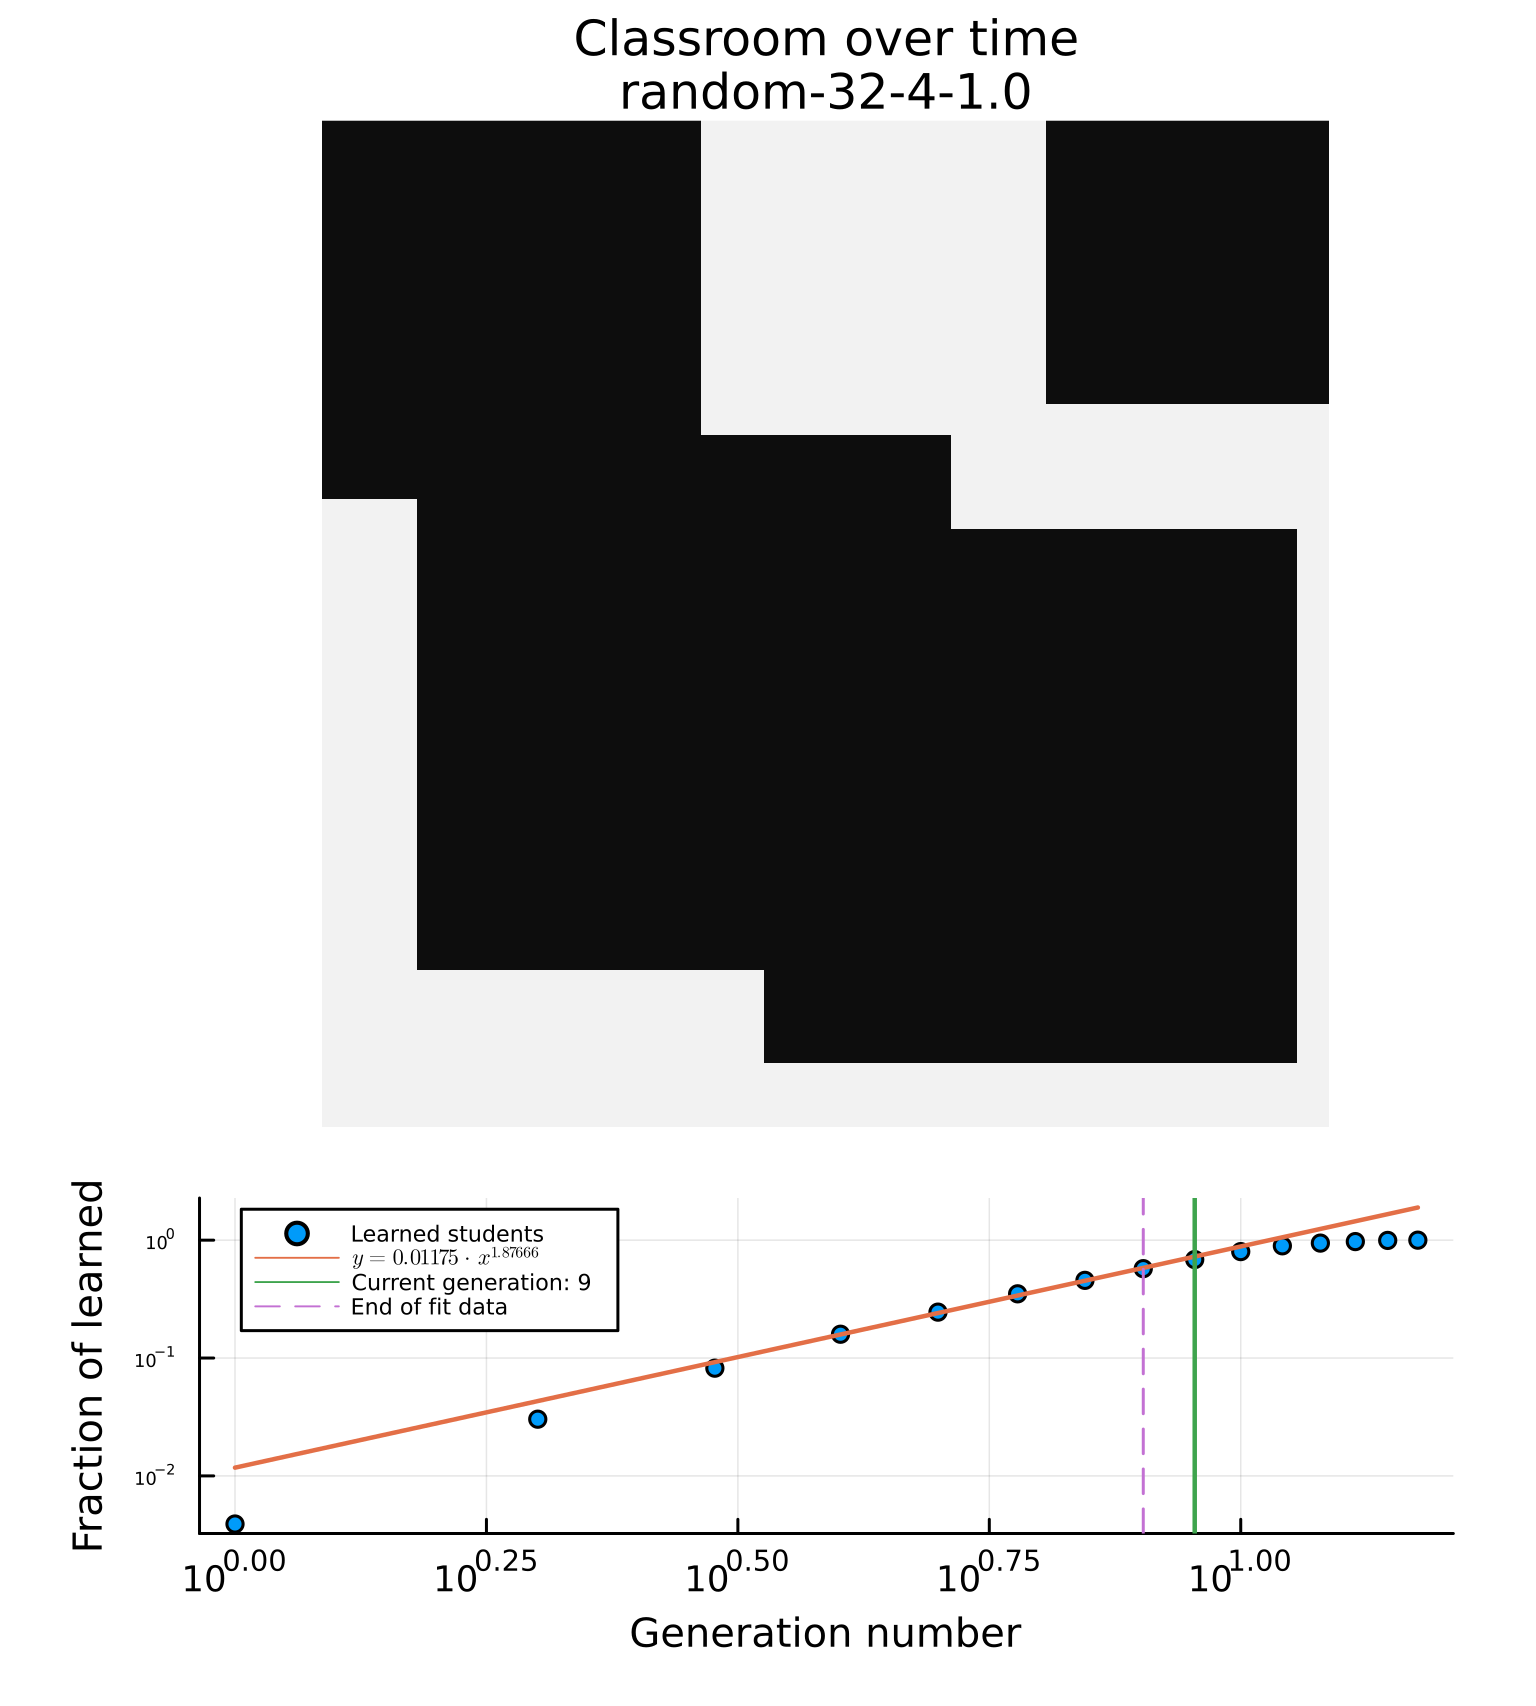 Classroom over time
random-32-4-1.0
Fraction of learned
10⁰
10⁻¹
10⁻²
Learned students
y = 0.01175 · x^1.87666
Current generation: 9
End of fit data
10^0.00 10^0.25 10^0.50 10^0.75 10^1.00
Generation number